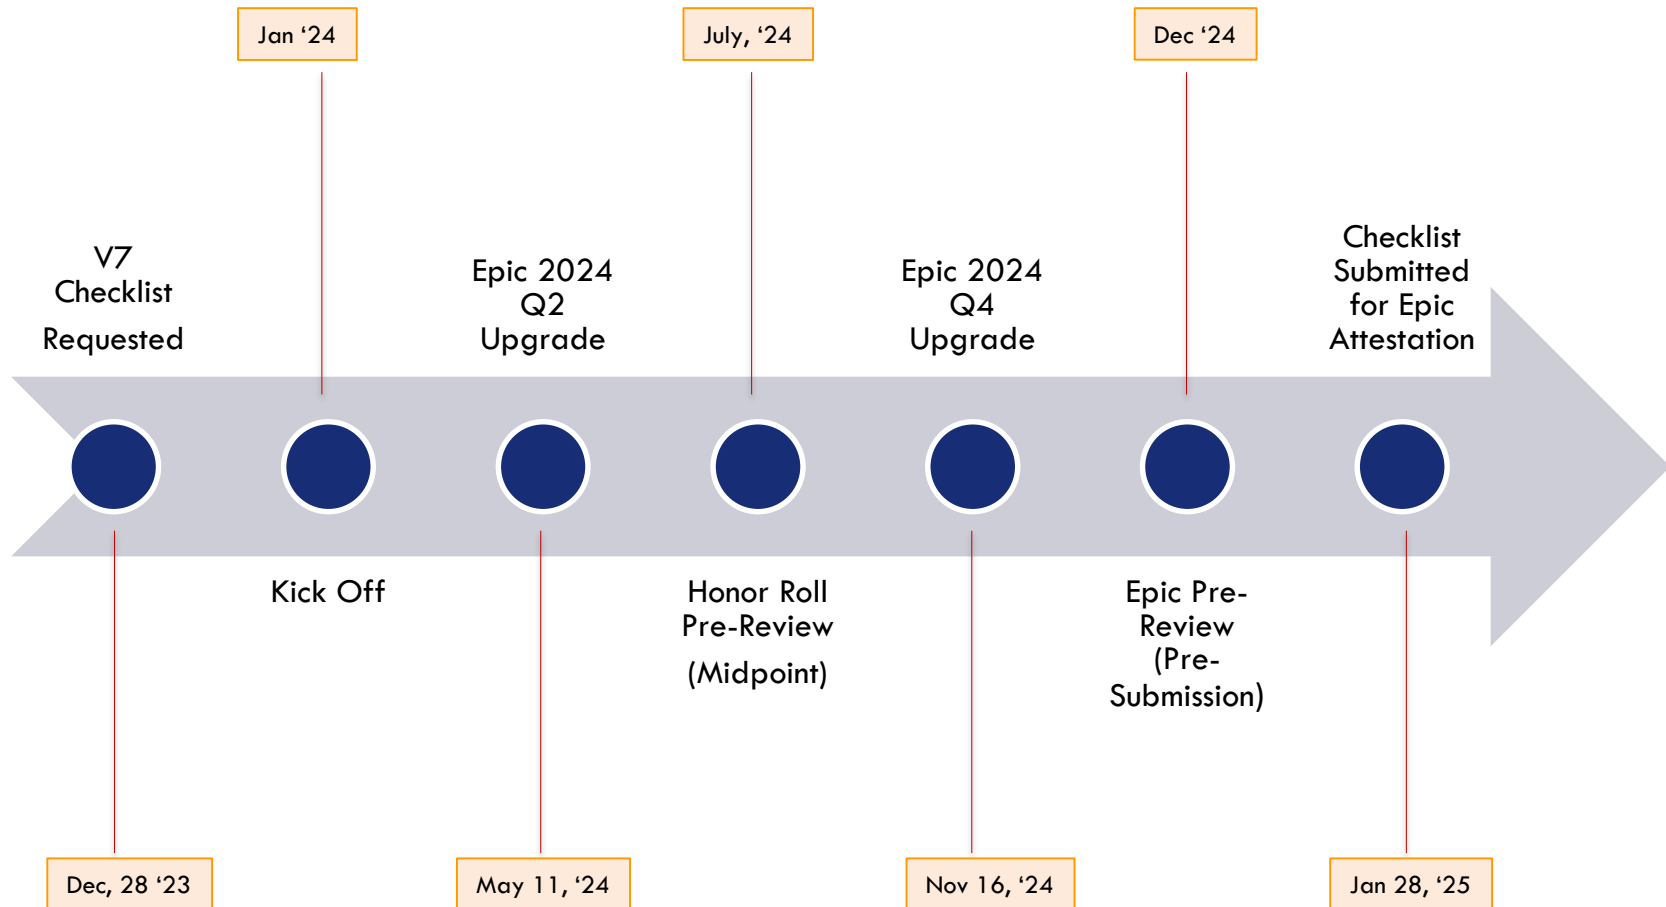 Jan ‘24
July, ‘24
Dec ‘24
V7
Checklist
Requested
Epic 2024
Q2
Upgrade
Epic 2024
Q4
Upgrade
Checklist
Submitted
for Epic
Attestation
Kick Off
Honor Roll
Pre-Review
(Midpoint)
Epic Pre-
Review
(Pre-
Submission)
Dec, 28 ‘23
May 11, ‘24
Nov 16, ‘24
Jan 28, ‘25